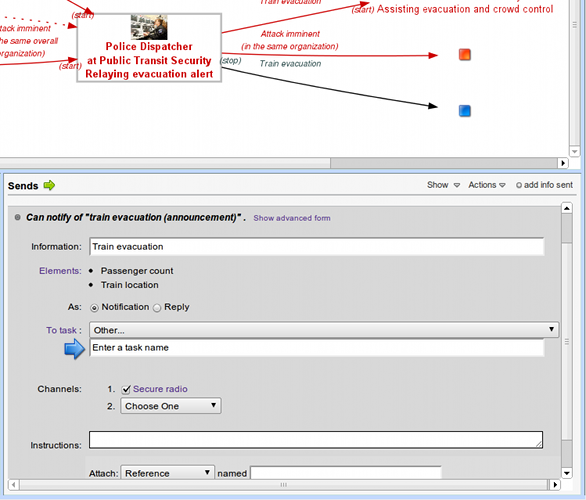 Train evacuation
(start)
(start) Assisting evacuation and crowd control
attack imminent
the same overall
organization)
Attack imminent
(in the same organization)
Police Dispatcher
at Public Transit Security
Relaying evacuation alert
(start)
(stop)
Train evacuation
Sends
Show
Actions
add info sent
Can notify of "train evacuation (announcement)" .
Show advanced form
Information: Train evacuation
Elements: • Passenger count
• Train location
As: Notification Reply
To task : Other...
Enter a task name
Channels: 1. Secure radio
2. Choose One
Instructions:
Attach: Reference named